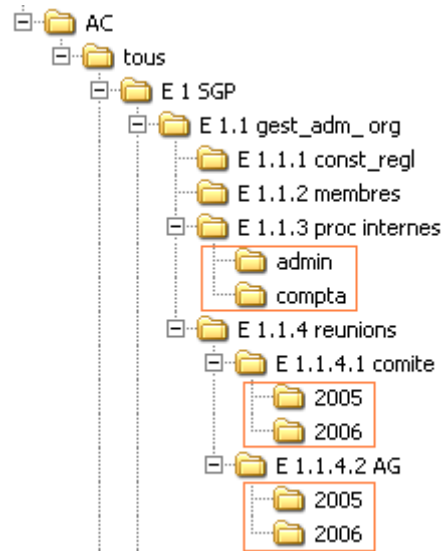 AC
tous
E 1 SGP
E 1.1 gest_adm_ org
E 1.1.1 const_regl
E 1.1.2 membres
E 1.1.3 proc internes
admin
compta
E 1.1.4 reunions
E 1.1.4.1 comite
2005
2006
E 1.1.4.2 AG
2005
2006